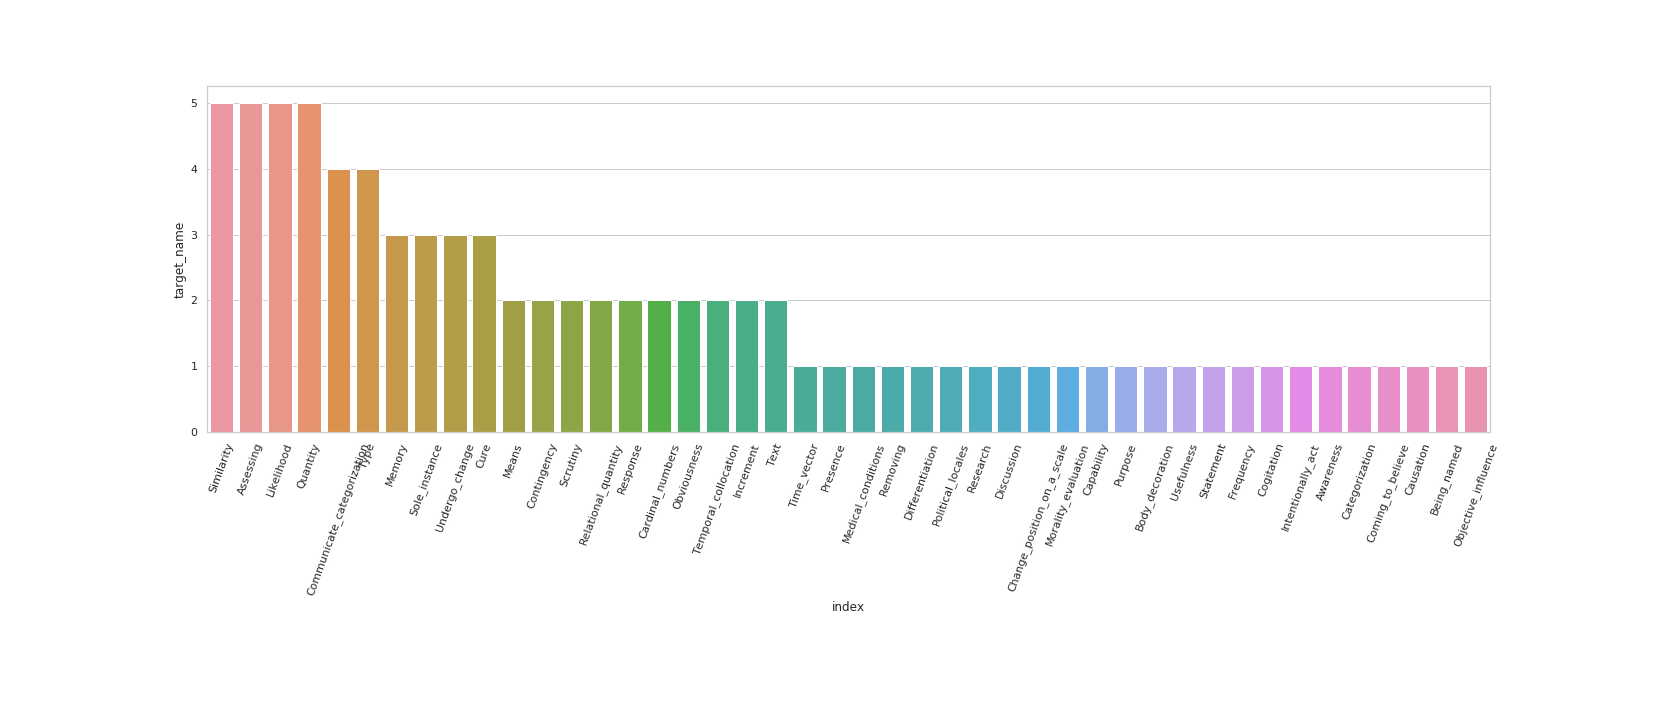 5
4
3
2
1
0
target_name
Similarity
Assessing
Likelihood
Quantity
Communicate_categorization
Type
Memory
Sole_instance
Undergo_change
Cure
Means
Contingency
Scrutiny
Relational_quantity
Response
Cardinal_numbers
Obviousness
Temporal_collocation
Increment
Text
Time_vector
Presence
Medical_conditions
Removing
Differentiation
Political_locales
Research
Discussion
Change_position_on_a_scale
Morality_evaluation
Capability
Purpose
Body_decoration
Usefulness
Statement
Frequency
Cogitation
Intentionally_act
Awareness
Categorization
Coming_to_believe
Causation
Being_named
Objective_influence
index